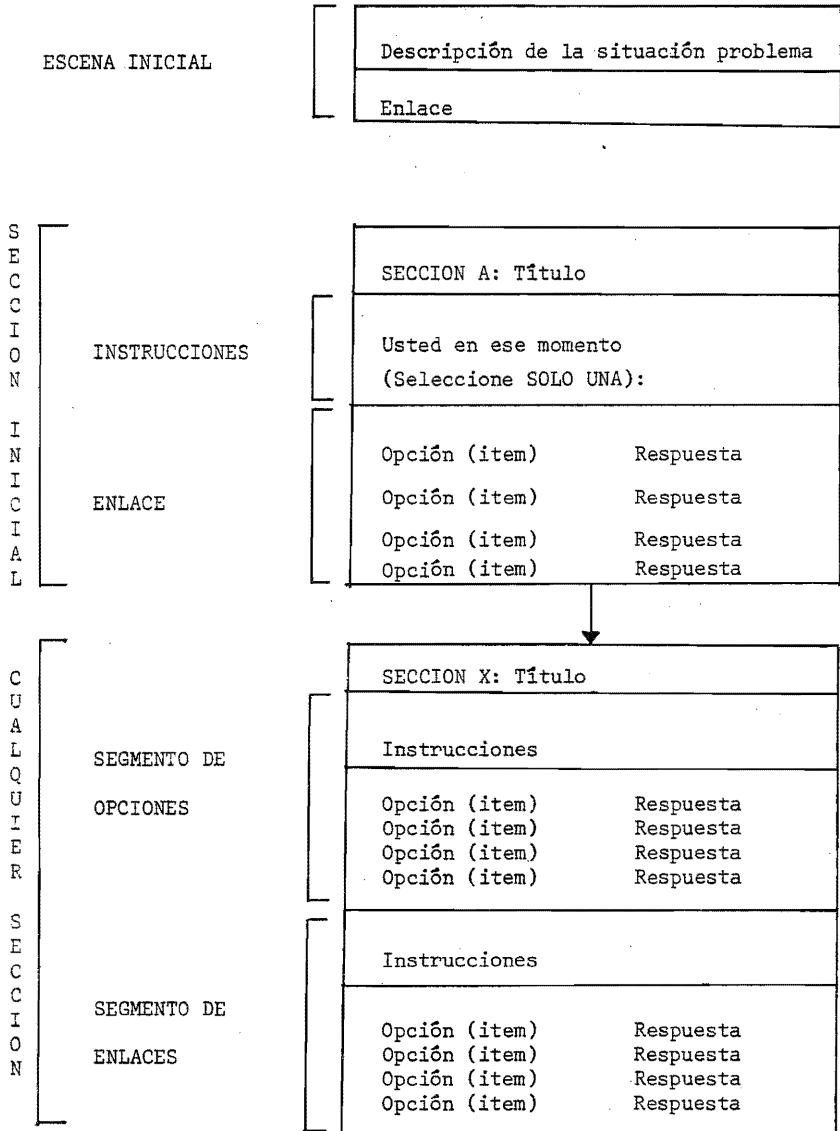 ESCENA INICIAL
Descripción de la situación problema
Enlace
SECCION INICIAL
SECCION A: Título
INSTRUCCIONES
Usted en ese momento
(Seleccione SOLO UNA):
ENLACE
Opción (item) Respuesta
Opción (item) Respuesta
Opción (item) Respuesta
Opción (item) Respuesta
CUALQUIER SECCION
SECCION X: Título
SEGMENTO DE
OPCIONES
Instrucciones
Opción (item) Respuesta
Opción (item) Respuesta
Opción (item) Respuesta
Opción (item) Respuesta
SEGMENTO DE
ENLACES
Instrucciones
Opción (item) Respuesta
Opción (item) Respuesta
Opción (item) Respuesta
Opción (item) Respuesta